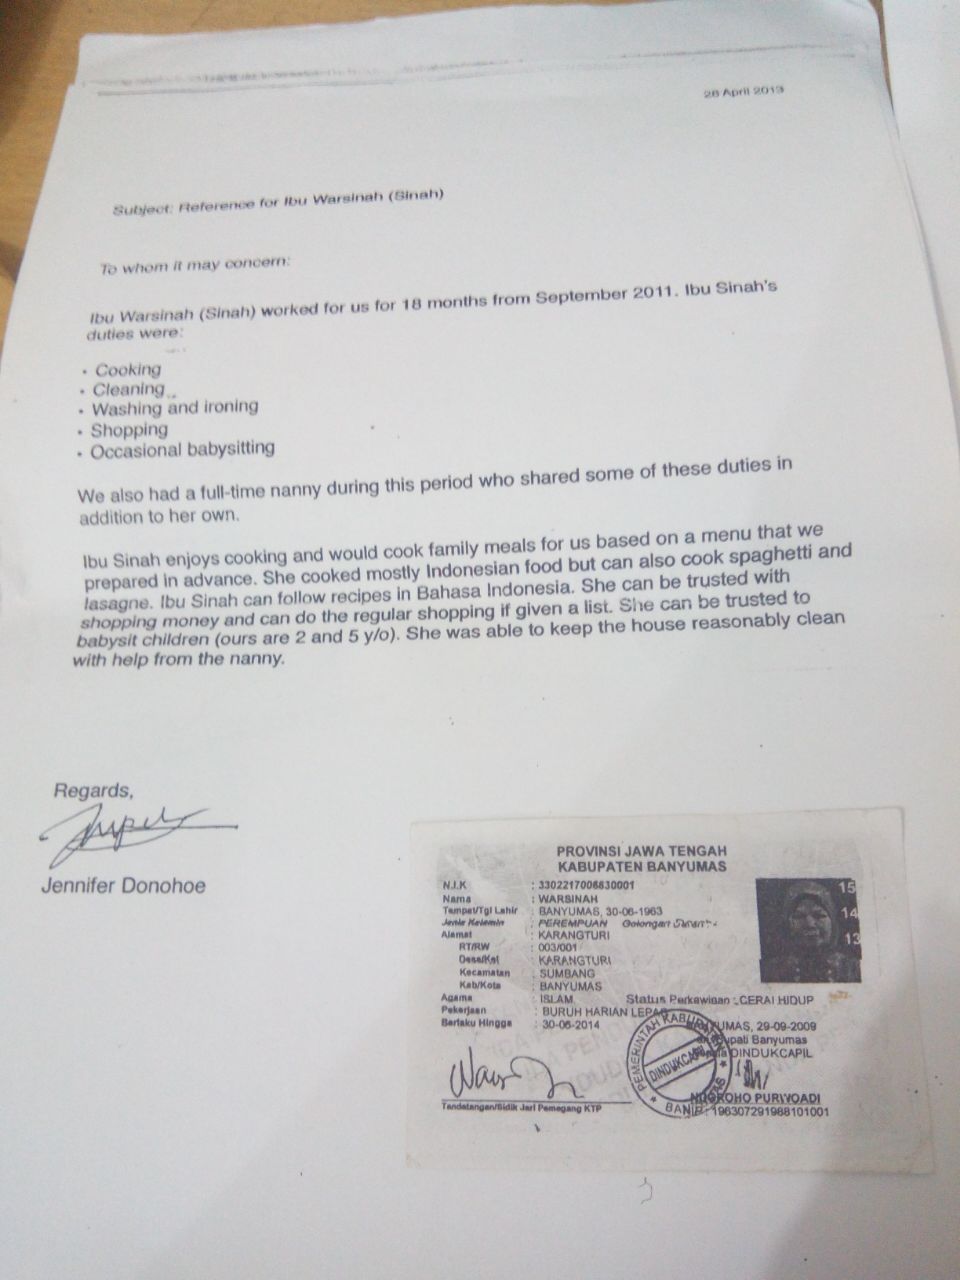 28 April 2013
Subject: Reference for Ibu Warsinah (Sinah)
To whom it may concern:
Ibu Warsinah (Sinah) worked for us for 18 months from September 2011. Ibu Sinah's
duties were:
• Cooking
• Cleaning
• Washing and ironing
• Shopping
• Occasional babysitting
We also had a full-time nanny during this period who shared some of these duties in
addition to her own.
Ibu Sinah enjoys cooking and would cook family meals for us based on a menu that we
prepared in advance. She cooked mostly Indonesian food but can also cook spaghetti and
lasagne. Ibu Sinah can follow recipes in Bahasa Indonesia. She can be trusted with
shopping money and can do the regular shopping if given a list. She can be trusted to
babysit children (ours are 2 and 5 y/o). She was able to keep the house reasonably clean
with help from the nanny.
Regards,
Jennifer Donohoe
PROVINSI JAWA TENGAH
KABUPATEN BANYUMAS
N.I.K : 3302217006630001
Nama : WARSINAH
Tempat/Tgl Lahir : BANYUMAS, 30-06-1963
Jenis Kelamin : PEREMPUAN Golongan Darah : -
Alamat : KARANGTURI
RT/RW : 003/001
Desa/Kel : KARANGTURI
Kecamatan : SUMBANG
Kab/Kota : BANYUMAS
Agama : ISLAM Status Perkawinan : CERAI HIDUP
Pekerjaan : BURUH HARIAN LEPAS
Berlaku Hingga : 30-06-2014
15
14
13
BANYUMAS, 29-09-2009
Bupati Banyumas
DINDUKCAPIL
PEMERINTAH KABUPATEN
DINDUKCAPIL
NUGROHO PURWOADI
NIP: 196307291988101001
Tandatangan/Sidik Jari Pemegang KTP